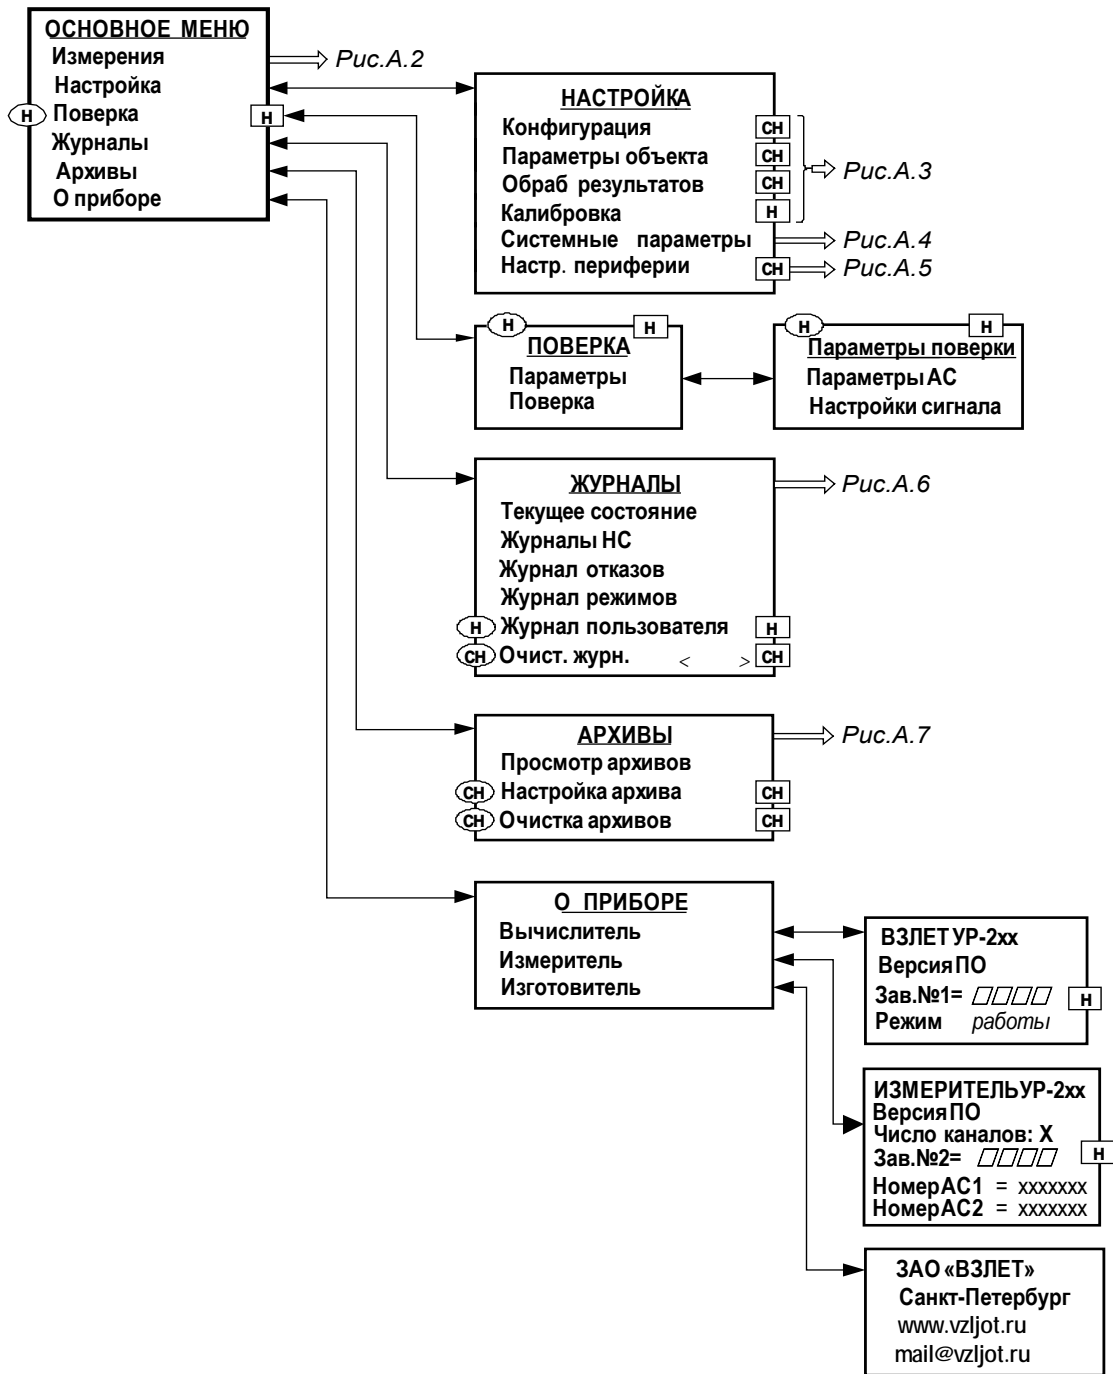 ОСНОВНОЕ МЕНЮ
Измерения
Рис.А.2
Настройка
Н Поверка Н
Журналы
Архивы
О приборе
НАСТРОЙКА
Конфигурация СН
Параметры объекта СН
Рис.А.3
Обраб результатов СН
Калибровка Н
Системные параметры Рис.А.4
Настр. периферии СН Рис.А.5
Н Н
ПОВЕРКА
Параметры
Поверка
Н Н
Параметры поверки
Параметры АС
Настройки сигнала
ЖУРНАЛЫ Рис.А.6
Текущее состояние
Журналы НС
Журнал отказов
Журнал режимов
Н Журнал пользователя Н
СН Очист. журн. < > СН
АРХИВЫ Рис.А.7
Просмотр архивов
СН Настройка архива СН
СН Очистка архивов СН
О ПРИБОРЕ
Вычислитель
Измеритель
Изготовитель
ВЗЛЕТ УР-2хх
Версия ПО
Зав.№1= Н
Режим работы
ИЗМЕРИТЕЛЬ УР-2хх
Версия ПО
Число каналов: Х
Зав.№2= Н
Номер АС1 = ххххххх
Номер АС2 = ххххххх
ЗАО «ВЗЛЕТ»
Санкт-Петербург
www.vzljot.ru
mail@vzljot.ru